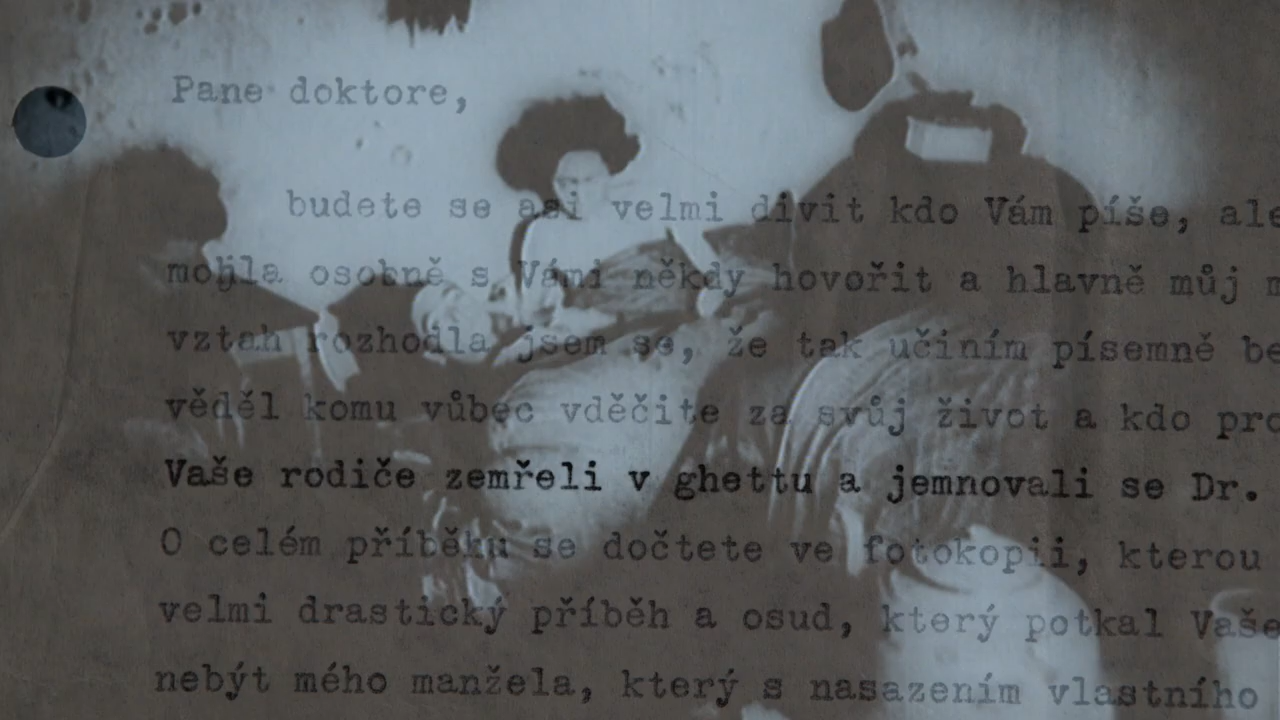 Pane doktore,
budete se asi velmi divit kdo Vám píše, ale
mohla osobně s Vámi někdy hovořit a hlavně můj m
vztah rozhodla jsem se, že tak učiním písemně be
věděl komu vůbec vděčíte za svůj život a kdo pro
Vaše rodiče zemřeli v ghettu a jemnovali se Dr.
O celém příběhu se dočtete ve fotokopii, kterou
velmi drastický příběh a osud, který potkal Vaše
nebýt mého manžela, který s nasazením vlastního